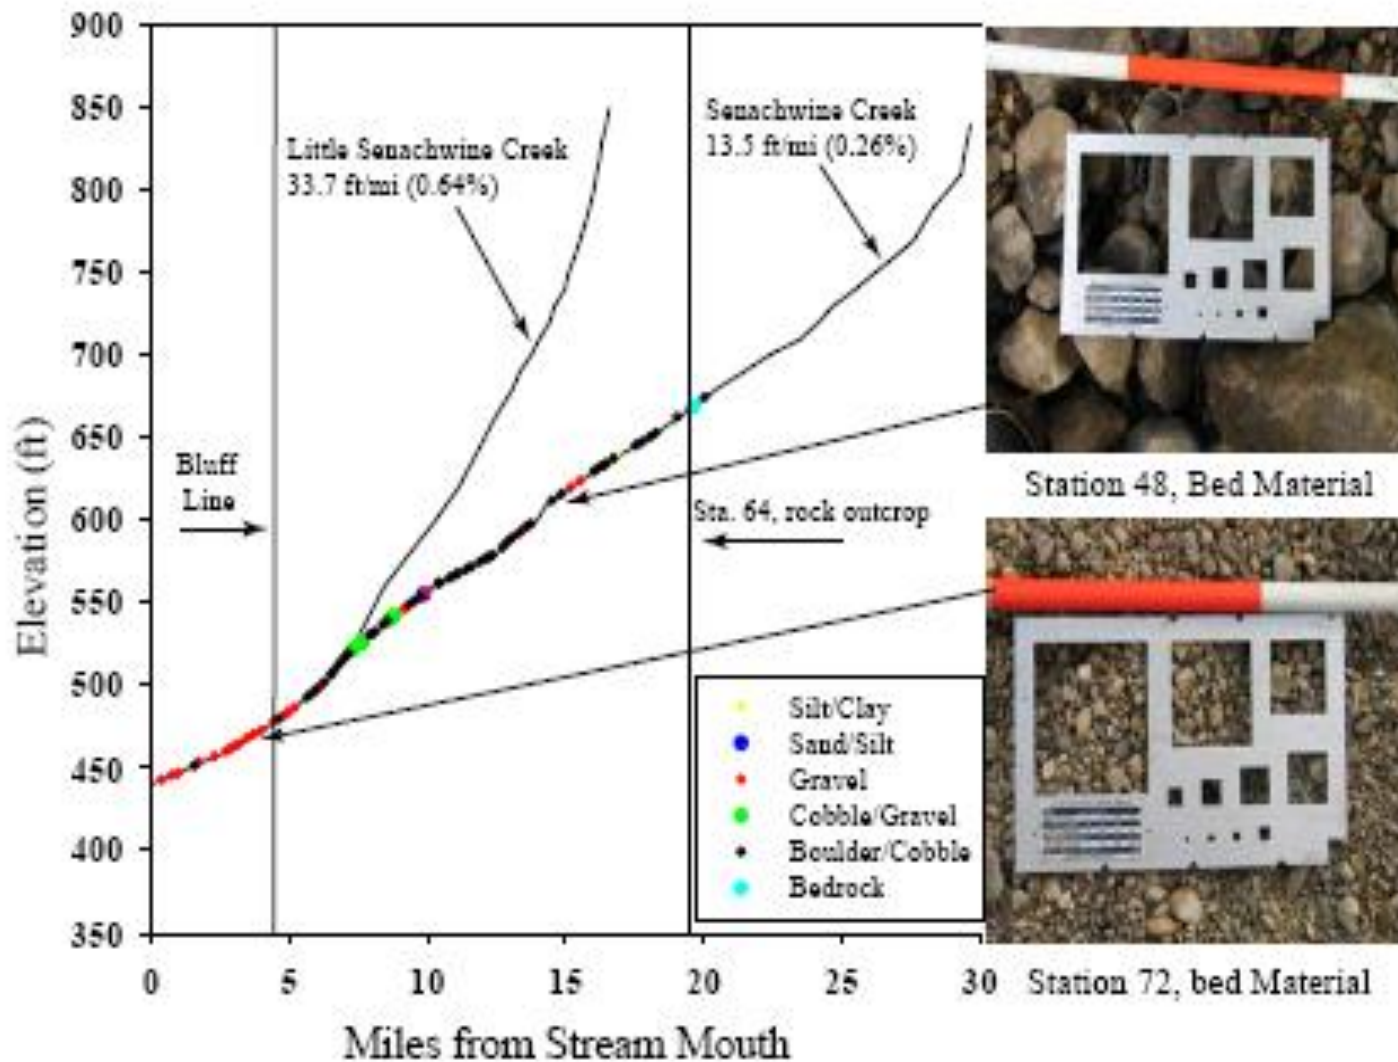 900
850
800
750
700
650
600
550
500
450
400
350
Elevation (ft)
0
5
10
15
20
25
30
Miles from Stream Mouth
Bluff
Line
Little Senachwine Creek
33.7 ft/mi (0.64%)
Senachwine Creek
13.5 ft/mi (0.26%)
Sta. 64, rock outcrop
Silt/Clay
Sand/Silt
Gravel
Cobble/Gravel
Boulder/Cobble
Bedrock
Station 48, Bed Material
Station 72, bed Material